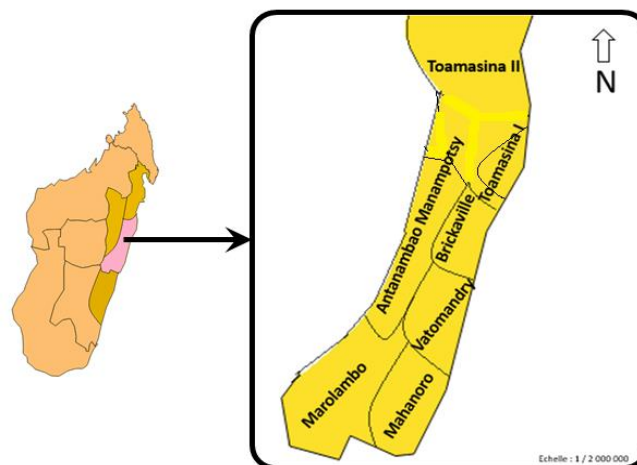 Toamasina II
N
Toamasina I
Antanambao Manampotsy
Brickaville
Vatomandry
Marolambo
Mahanoro
Echelle : 1 / 2 000 000